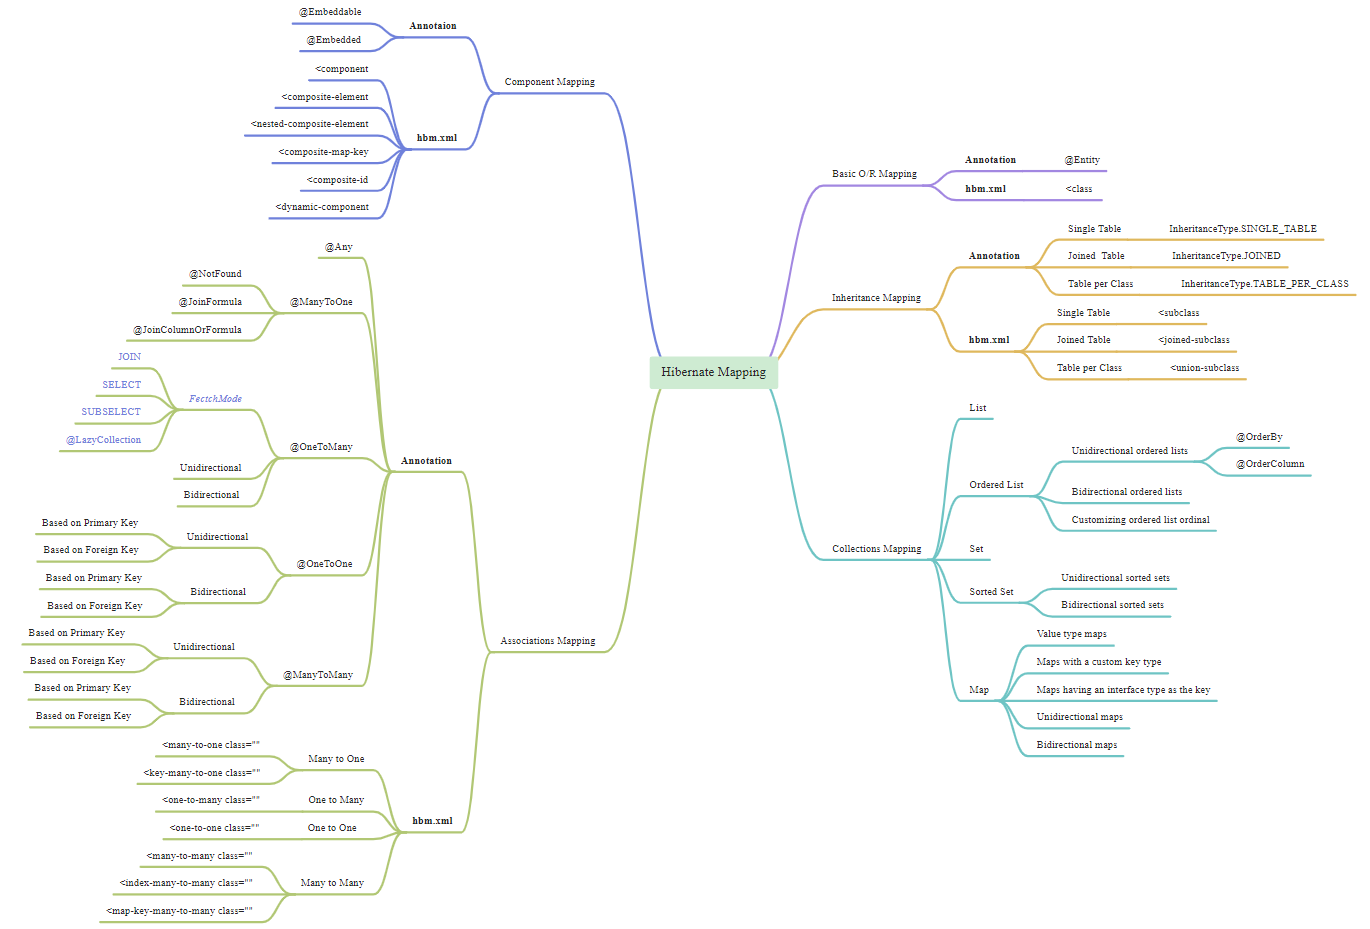 Hibernate Mapping
Component Mapping
Annotaion
@Embeddable
@Embedded
hbm.xml
<component
<composite-element
<nested-composite-element
<composite-map-key
<composite-id
<dynamic-component
Associations Mapping
Annotation
@Any
@ManyToOne
@NotFound
@JoinFormula
@JoinColumnOrFormula
@OneToMany
FectchMode
JOIN
SELECT
SUBSELECT
@LazyCollection
Unidirectional
Bidirectional
@OneToOne
Unidirectional
Based on Primary Key
Based on Foreign Key
Bidirectional
Based on Primary Key
Based on Foreign Key
@ManyToMany
Unidirectional
Based on Primary Key
Based on Foreign Key
Bidirectional
Based on Primary Key
Based on Foreign Key
hbm.xml
Many to One
<many-to-one class=""
<key-many-to-one class=""
One to Many
<one-to-many class=""
One to One
<one-to-one class=""
Many to Many
<many-to-many class=""
<index-many-to-many class=""
<map-key-many-to-many class=""
Basic O/R Mapping
Annotation
@Entity
hbm.xml
<class
Inheritance Mapping
Annotation
Single Table
InheritanceType.SINGLE_TABLE
Joined  Table
InheritanceType.JOINED
Table per Class
InheritanceType.TABLE_PER_CLASS
hbm.xml
Single Table
<subclass
Joined Table
<joined-subclass
Table per Class
<union-subclass
Collections Mapping
List
Ordered List
Unidirectional ordered lists
@OrderBy
@OrderColumn
Bidirectional ordered lists
Customizing ordered list ordinal
Set
Sorted Set
Unidirectional sorted sets
Bidirectional sorted sets
Map
Value type maps
Maps with a custom key type
Maps having an interface type as the key
Unidirectional maps
Bidirectional maps